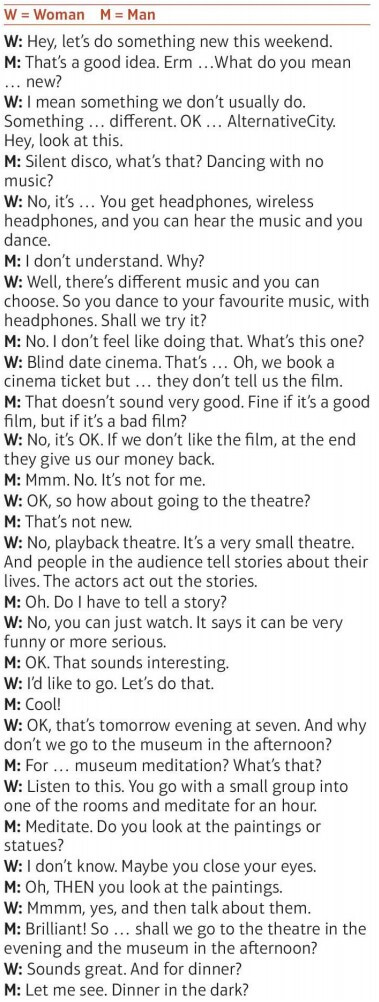 W = Woman M = Man
W: Hey, let's do something new this weekend.
M: That's a good idea. Erm …What do you mean
… new?
W: I mean something we don't usually do.
Something … different. OK … AlternativeCity.
Hey, look at this.
M: Silent disco, what's that? Dancing with no
music?
W: No, it's … You get headphones, wireless
headphones, and you can hear the music and you
dance.
M: I don't understand. Why?
W: Well, there's different music and you can
choose. So you dance to your favourite music, with
headphones. Shall we try it?
M: No. I don't feel like doing that. What's this one?
W: Blind date cinema. That's … Oh, we book a
cinema ticket but … they don't tell us the film.
M: That doesn't sound very good. Fine if it's a good
film, but if it's a bad film?
W: No, it's OK. If we don't like the film, at the end
they give us our money back.
M: Mmm. No. It's not for me.
W: OK, so how about going to the theatre?
M: That's not new.
W: No, playback theatre. It's a very small theatre.
And people in the audience tell stories about their
lives. The actors act out the stories.
M: Oh. Do I have to tell a story?
W: No, you can just watch. It says it can be very
funny or more serious.
M: OK. That sounds interesting.
W: I'd like to go. Let's do that.
M: Cool!
W: OK, that's tomorrow evening at seven. And why
don't we go to the museum in the afternoon?
M: For … museum meditation? What's that?
W: Listen to this. You go with a small group into
one of the rooms and meditate for an hour.
M: Meditate. Do you look at the paintings or
statues?
W: I don't know. Maybe you close your eyes.
M: Oh, THEN you look at the paintings.
W: Mmmm, yes, and then talk about them.
M: Brilliant! So … shall we go to the theatre in the
evening and the museum in the afternoon?
W: Sounds great. And for dinner?
M: Let me see. Dinner in the dark?